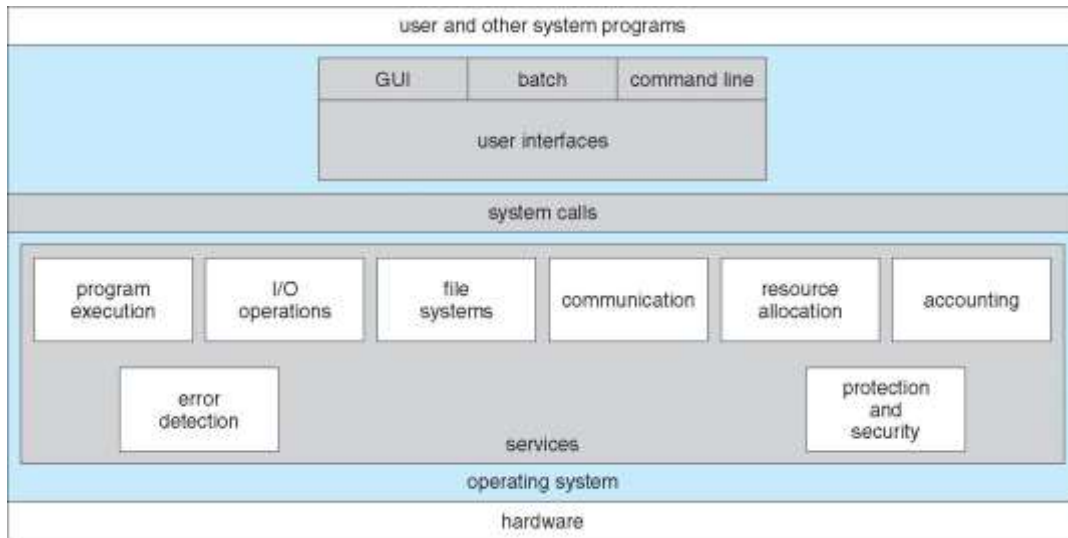 user and other system programs
GUI
batch
command line
user interfaces
system calls
program
execution
I/O
operations
file
systems
communication
resource
allocation
accounting
error
detection
protection
and
security
services
operating system
hardware